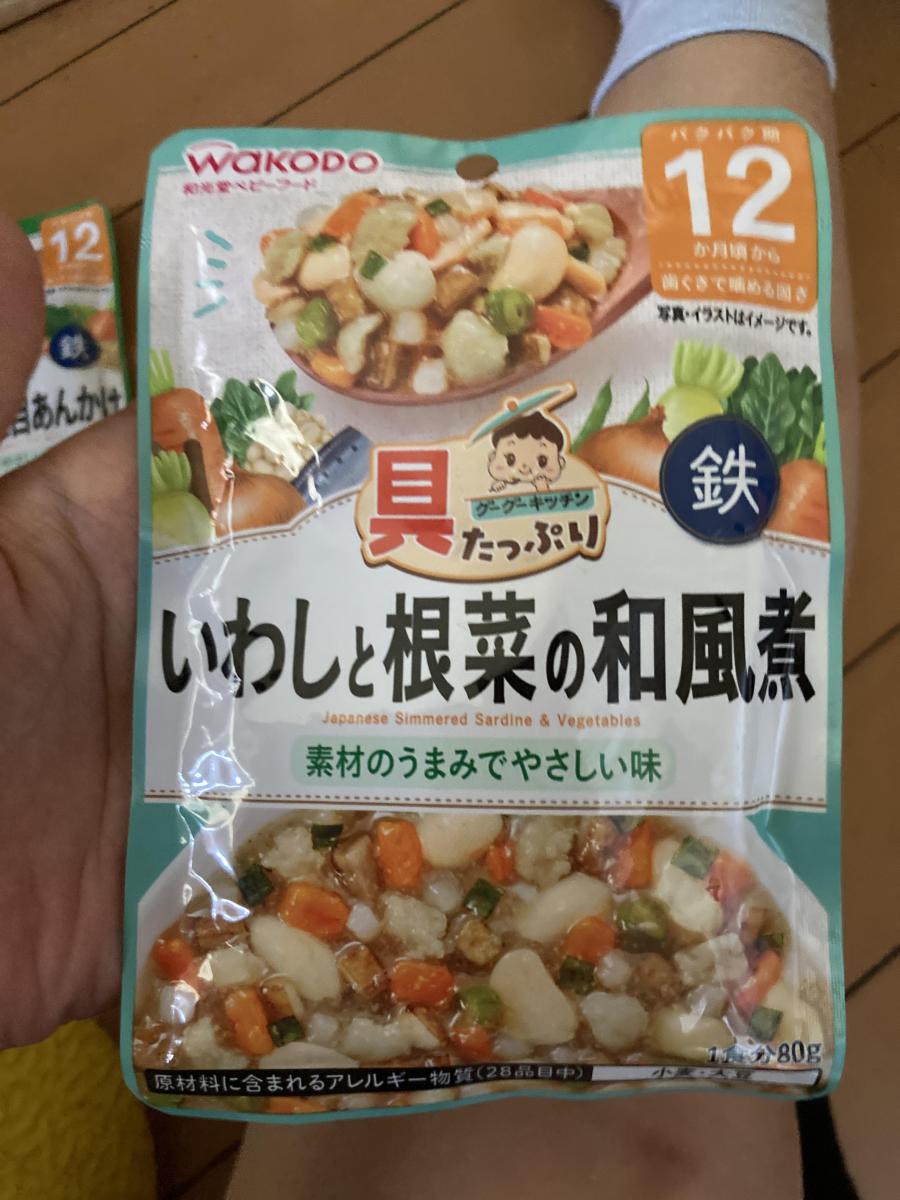 WAKODO
和光堂ベビーフード
パクパク期
12
か月頃から
歯ぐきで噛める固さ
写真・イラストはイメージです。
12
鉄
目あんかけ
具
グーグーキッチン
たっぷり
鉄
いわしと根菜の和風煮
Japanese Simmered Sardine & Vegetables
素材のうまみでやさしい味
1食分80g
原材料に含まれるアレルギー物質(28品目中)
小麦・大豆